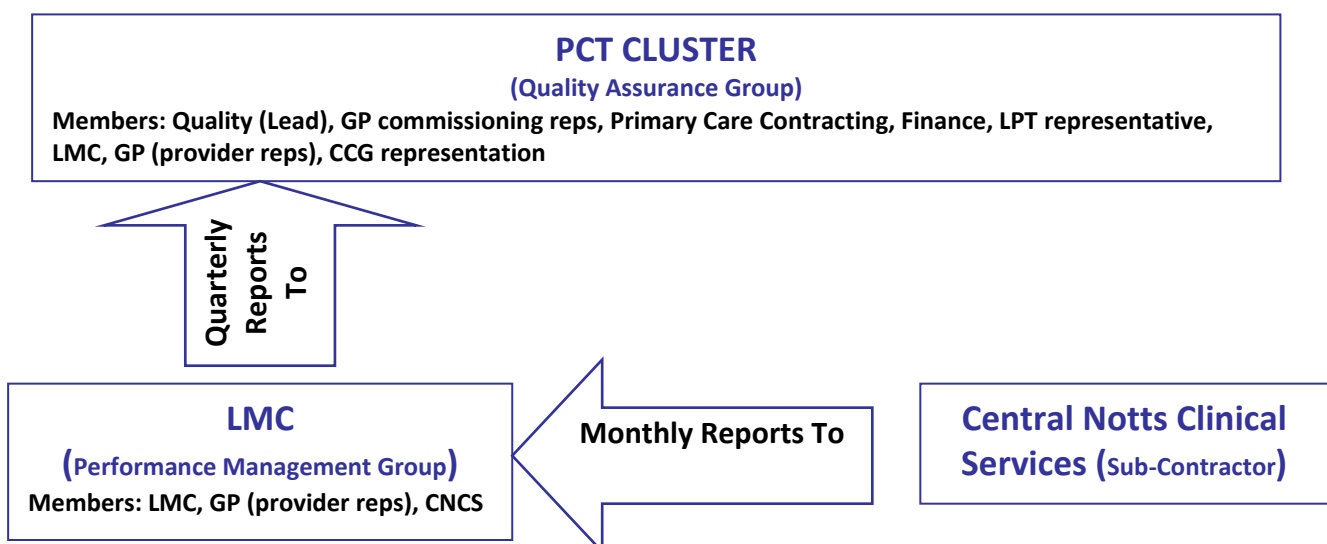 PCT CLUSTER
(Quality Assurance Group)
Members: Quality (Lead), GP commissioning reps, Primary Care Contracting, Finance, LPT representative,
LMC, GP (provider reps), CCG representation
Quarterly
Reports
To
LMC
(Performance Management Group)
Members: LMC, GP (provider reps), CNCS
Monthly Reports To
Central Notts Clinical
Services (Sub-Contractor)